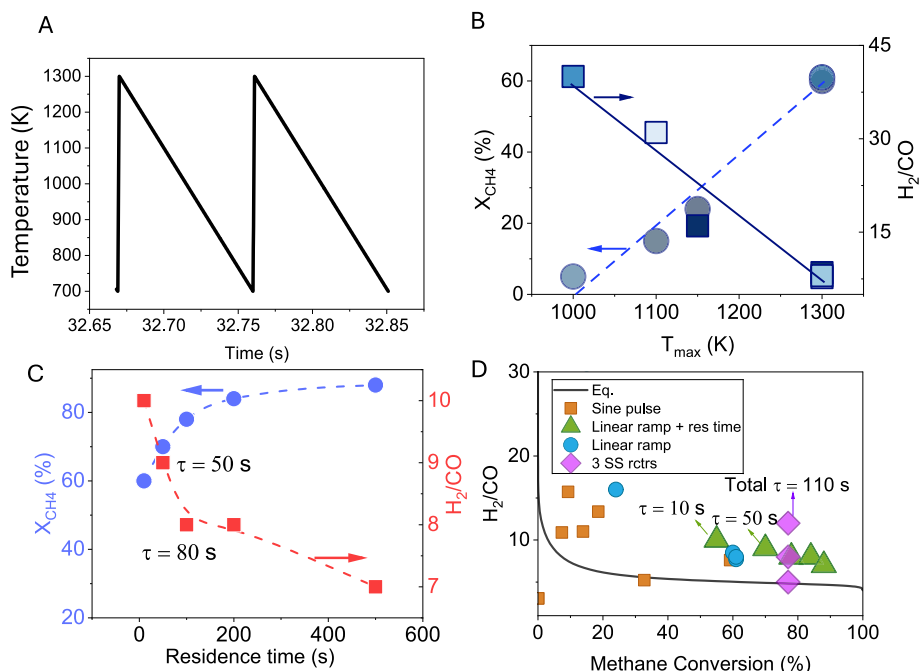 A
Temperature (K)
1300
1200
1100
1000
900
800
700
32.65
32.70
32.75
32.80
32.85
Time (s)
B
X_CH4 (%)
60
40
20
0
45
30
15
H2/CO
1000
1100
1200
1300
T_max (K)
C
X_CH4 (%)
80
60
40
20
τ = 50 s
τ = 80 s
10
9
8
7
H2/CO
0
200
400
600
Residence time (s)
D
H2/CO
30
20
10
0
Eq.
Sine pulse
Linear ramp + res time
Linear ramp
3 SS rctrs
Total τ = 110 s
τ = 10 s
τ = 50 s
0
20
40
60
80
100
Methane Conversion (%)